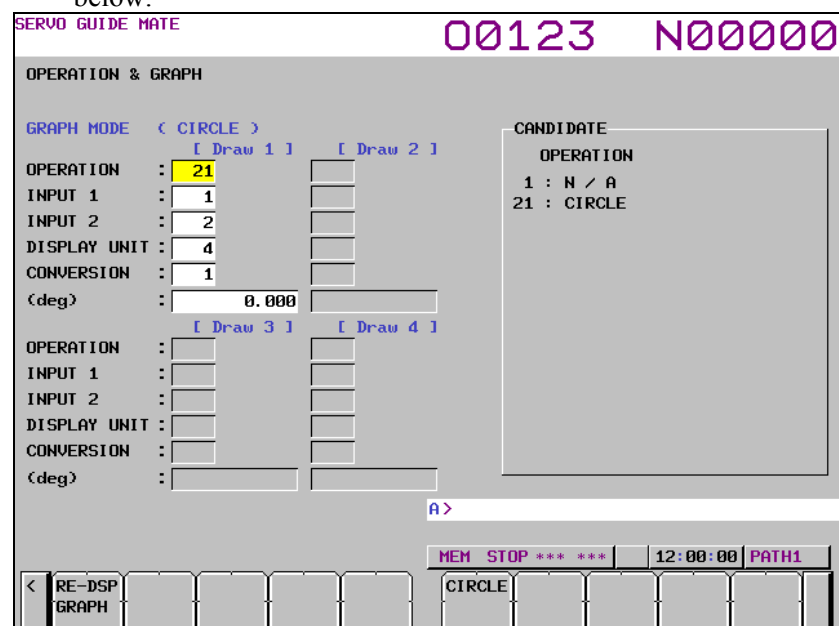 below.
SERVO GUIDE MATE O0123 N00000
OPERATION & GRAPH
GRAPH MODE ( CIRCLE )
[ Draw 1 ] [ Draw 2 ]
OPERATION : 21
INPUT 1 : 1
INPUT 2 : 2
DISPLAY UNIT : 4
CONVERSION : 1
(deg) : 0.000
[ Draw 3 ] [ Draw 4 ]
OPERATION :
INPUT 1 :
INPUT 2 :
DISPLAY UNIT :
CONVERSION :
(deg) :
CANDIDATE
OPERATION
1 : N / A
21 : CIRCLE
A>
MEM STOP *** *** 12:00:00 PATH1
< RE-DSP CIRCLE
GRAPH